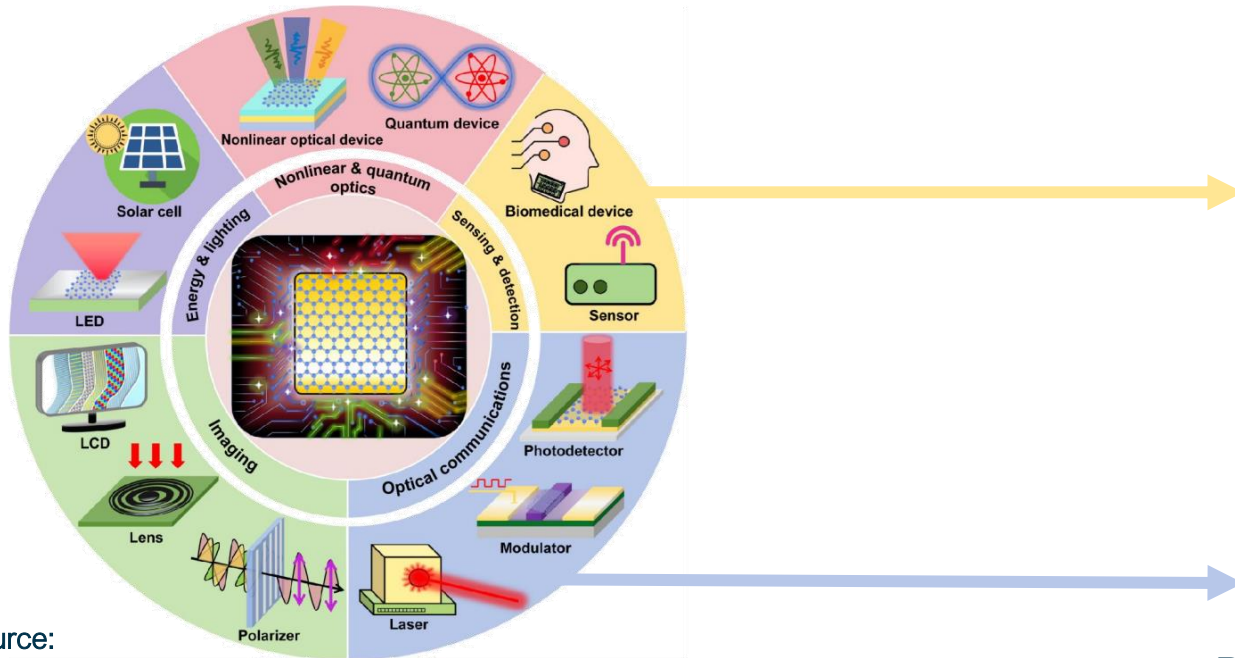 Nonlinear optical device
Quantum device
Nonlinear & quantum
optics
Solar cell
LED
Energy & lighting
Biomedical device
Sensor
Sensing & detection
LCD
Lens
Polarizer
Imaging
Photodetector
Modulator
Laser
Optical communications
urce: